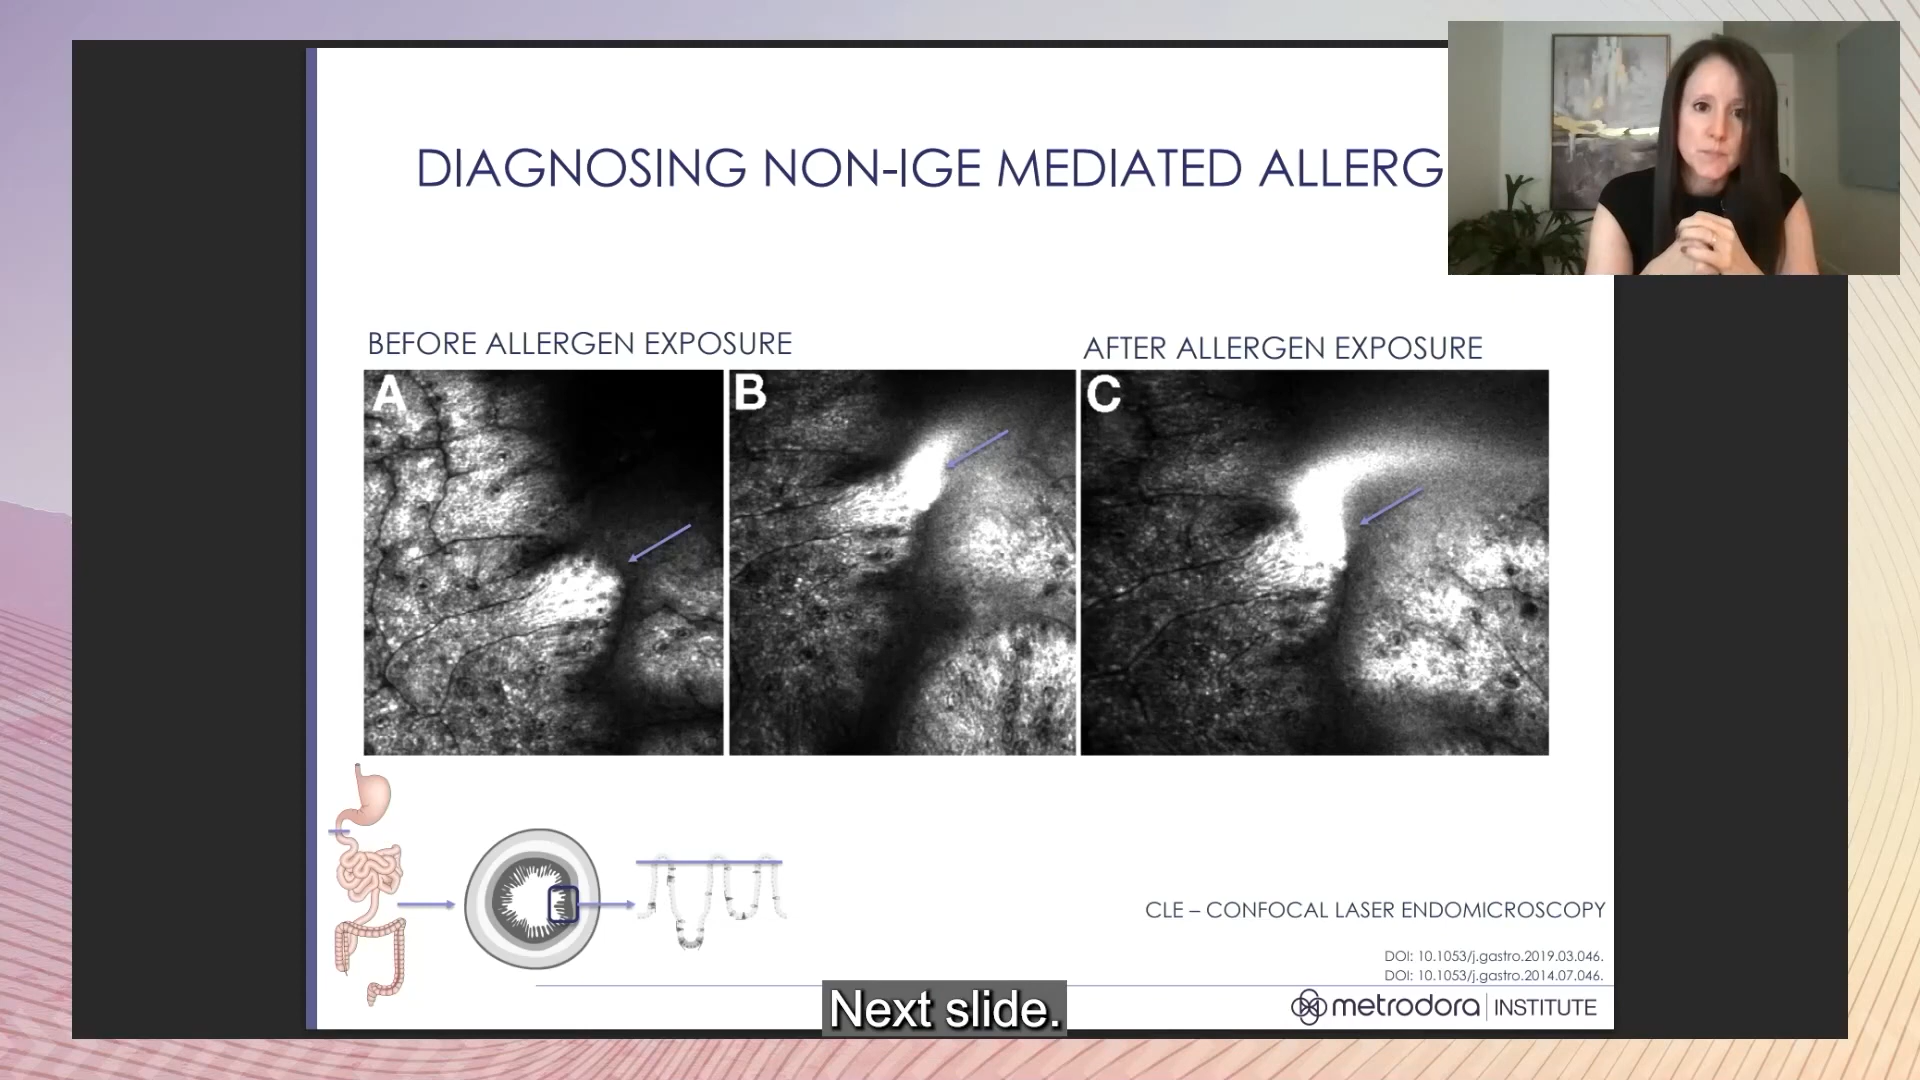 DIAGNOSING NON-IGE MEDIATED ALLERG
BEFORE ALLERGEN EXPOSURE
AFTER ALLERGEN EXPOSURE
A
B
C
CLE – CONFOCAL LASER ENDOMICROSCOPY
DOI: 10.1053/j.gastro.2019.03.046.
DOI: 10.1053/j.gastro.2014.07.046.
metrodora | INSTITUTE
Next slide.